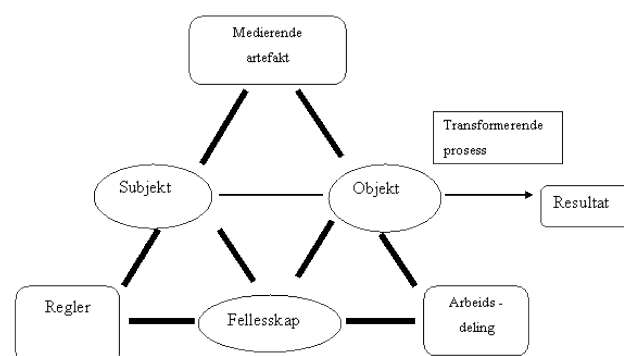 Medierende
artefakt
Transformerende
prosess
Subjekt
Objekt
Resultat
Regler
Fellesskap
Arbeids -
deling